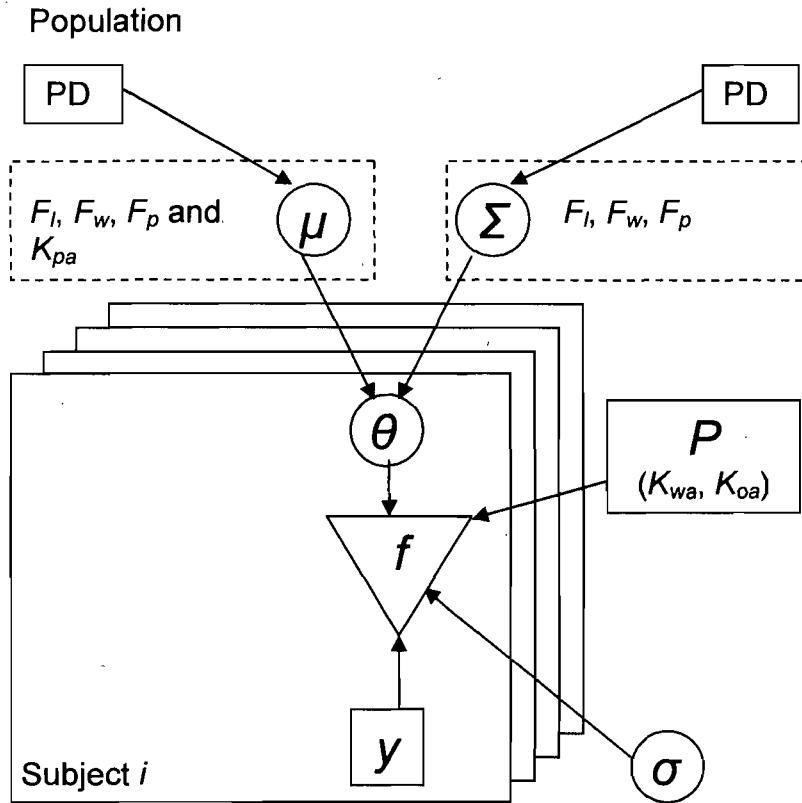 Population
PD
PD
F_l, F_w, F_p and
K_pa
μ
Σ
F_l, F_w, F_p
θ
P
(K_wa, K_oa)
f
y
σ
Subject i